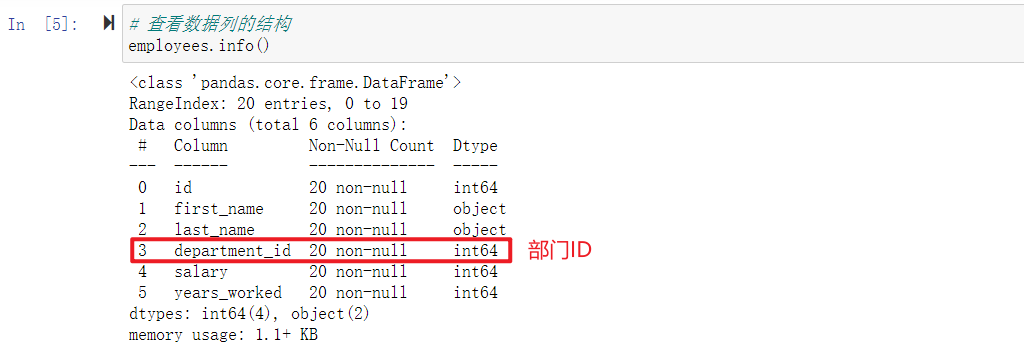 In [5]:
# 查看数据列的结构
employees.info()
<class 'pandas.core.frame.DataFrame'>
RangeIndex: 20 entries, 0 to 19
Data columns (total 6 columns):
 #   Column         Non-Null Count  Dtype
---  ------         --------------  -----
 0   id             20 non-null     int64
 1   first_name     20 non-null     object
 2   last_name      20 non-null     object
 3   department_id  20 non-null     int64 部门ID
 4   salary         20 non-null     int64
 5   years_worked   20 non-null     int64
dtypes: int64(4), object(2)
memory usage: 1.1+ KB